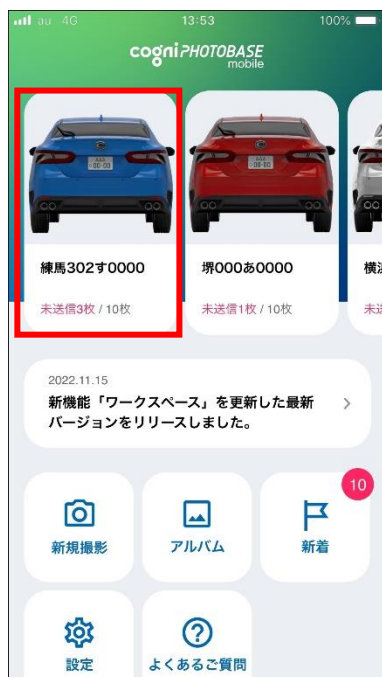 au 4G 13:53 100%
cogni PHOTOBASE
mobile
練馬302す0000 堺000あ0000
未送信3枚 / 10枚 未送信1枚 / 10枚
2022.11.15
新機能「ワークスペース」を更新した最新
バージョンをリリースしました。
10
新規撮影 アルバム 新着
設定 よくあるご質問